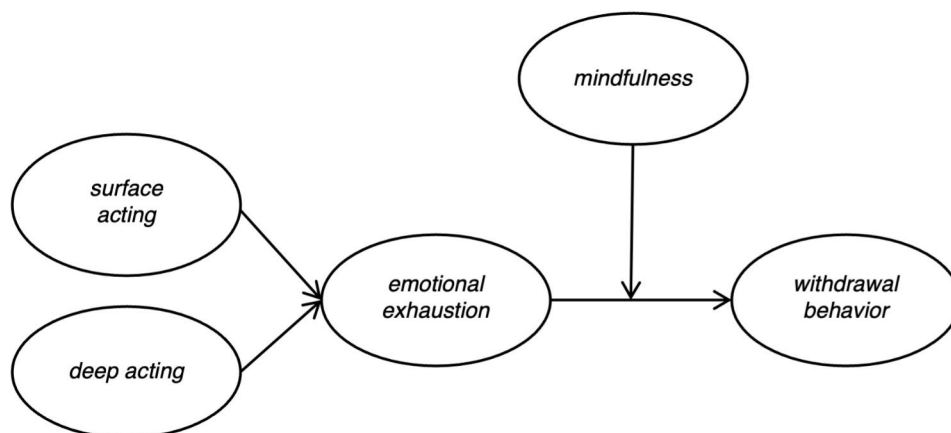 mindfulness
surface
acting
emotional
exhaustion
withdrawal
behavior
deep acting